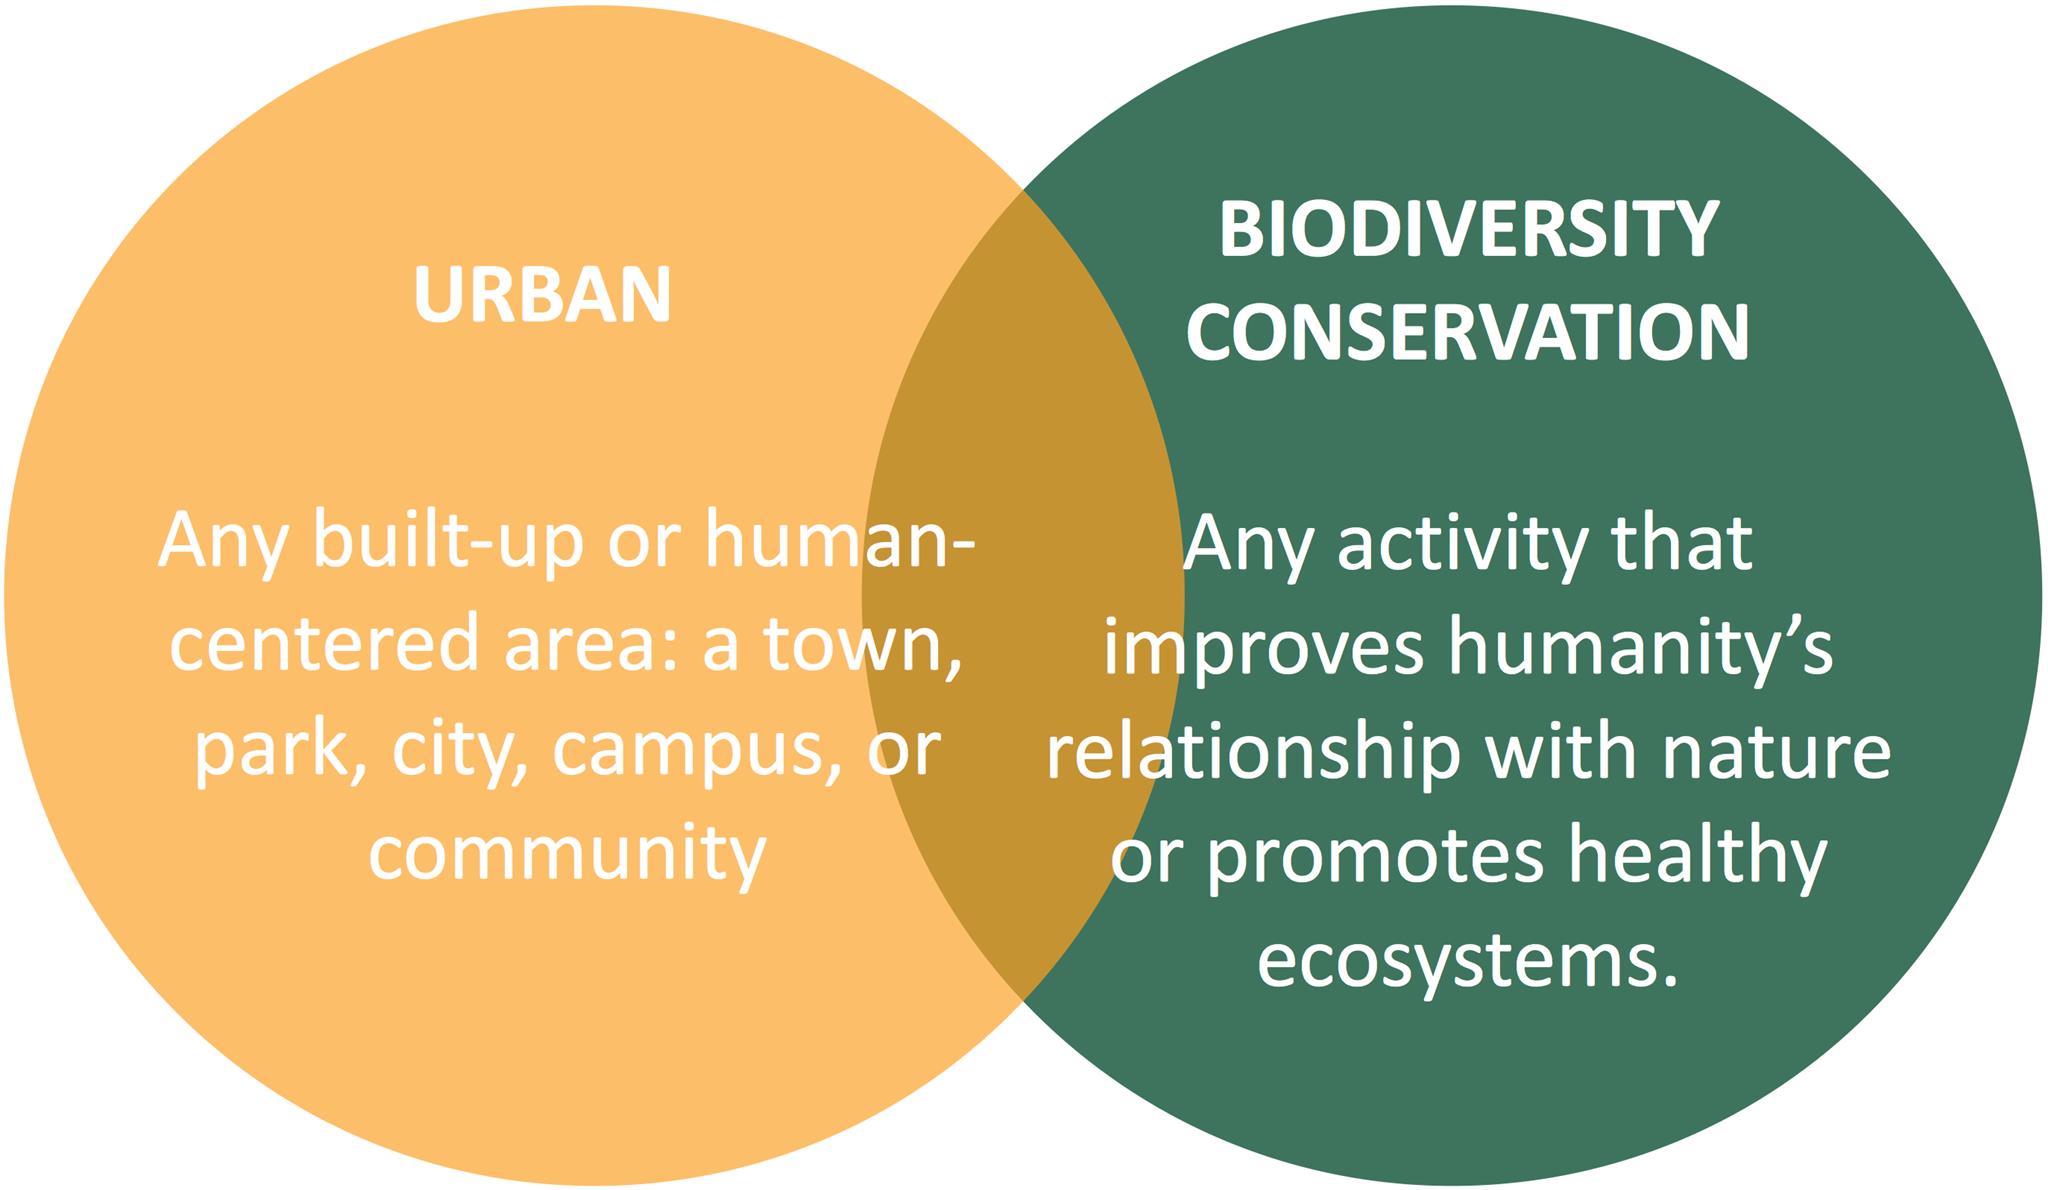 URBAN
Any built-up or human-
centered area: a town,
park, city, campus, or
community
BIODIVERSITY
CONSERVATION
Any activity that
improves humanity’s
relationship with nature
or promotes healthy
ecosystems.